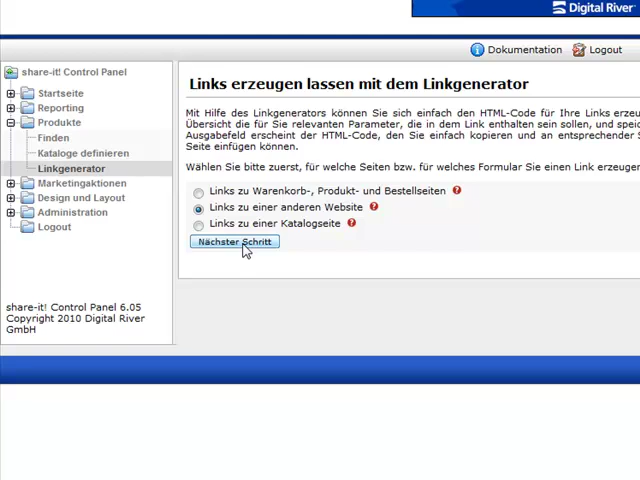 Digital River
Dokumentation Logout
share-it! Control Panel
Startseite
Reporting
Produkte
Finden
Kataloge definieren
Linkgenerator
Marketingaktionen
Design und Layout
Administration
Logout
share-it! Control Panel 6.05
Copyright 2010 Digital River
GmbH
Links erzeugen lassen mit dem Linkgenerator
Mit Hilfe des Linkgenerators können Sie sich einfach den HTML-Code für Ihre Links erzeu
Übersicht die für Sie relevanten Parameter, die in dem Link enthalten sein sollen, und speic
Ausgabefeld erscheint der HTML-Code, den Sie einfach kopieren und an entsprechender S
Seite einfügen können.
Wählen Sie bitte zuerst, für welche Seiten bzw. für welches Formular Sie einen Link erzeugen
Links zu Warenkorb-, Produkt- und Bestellseiten ?
Links zu einer anderen Website ?
Links zu einer Katalogseite ?
Nächster Schritt